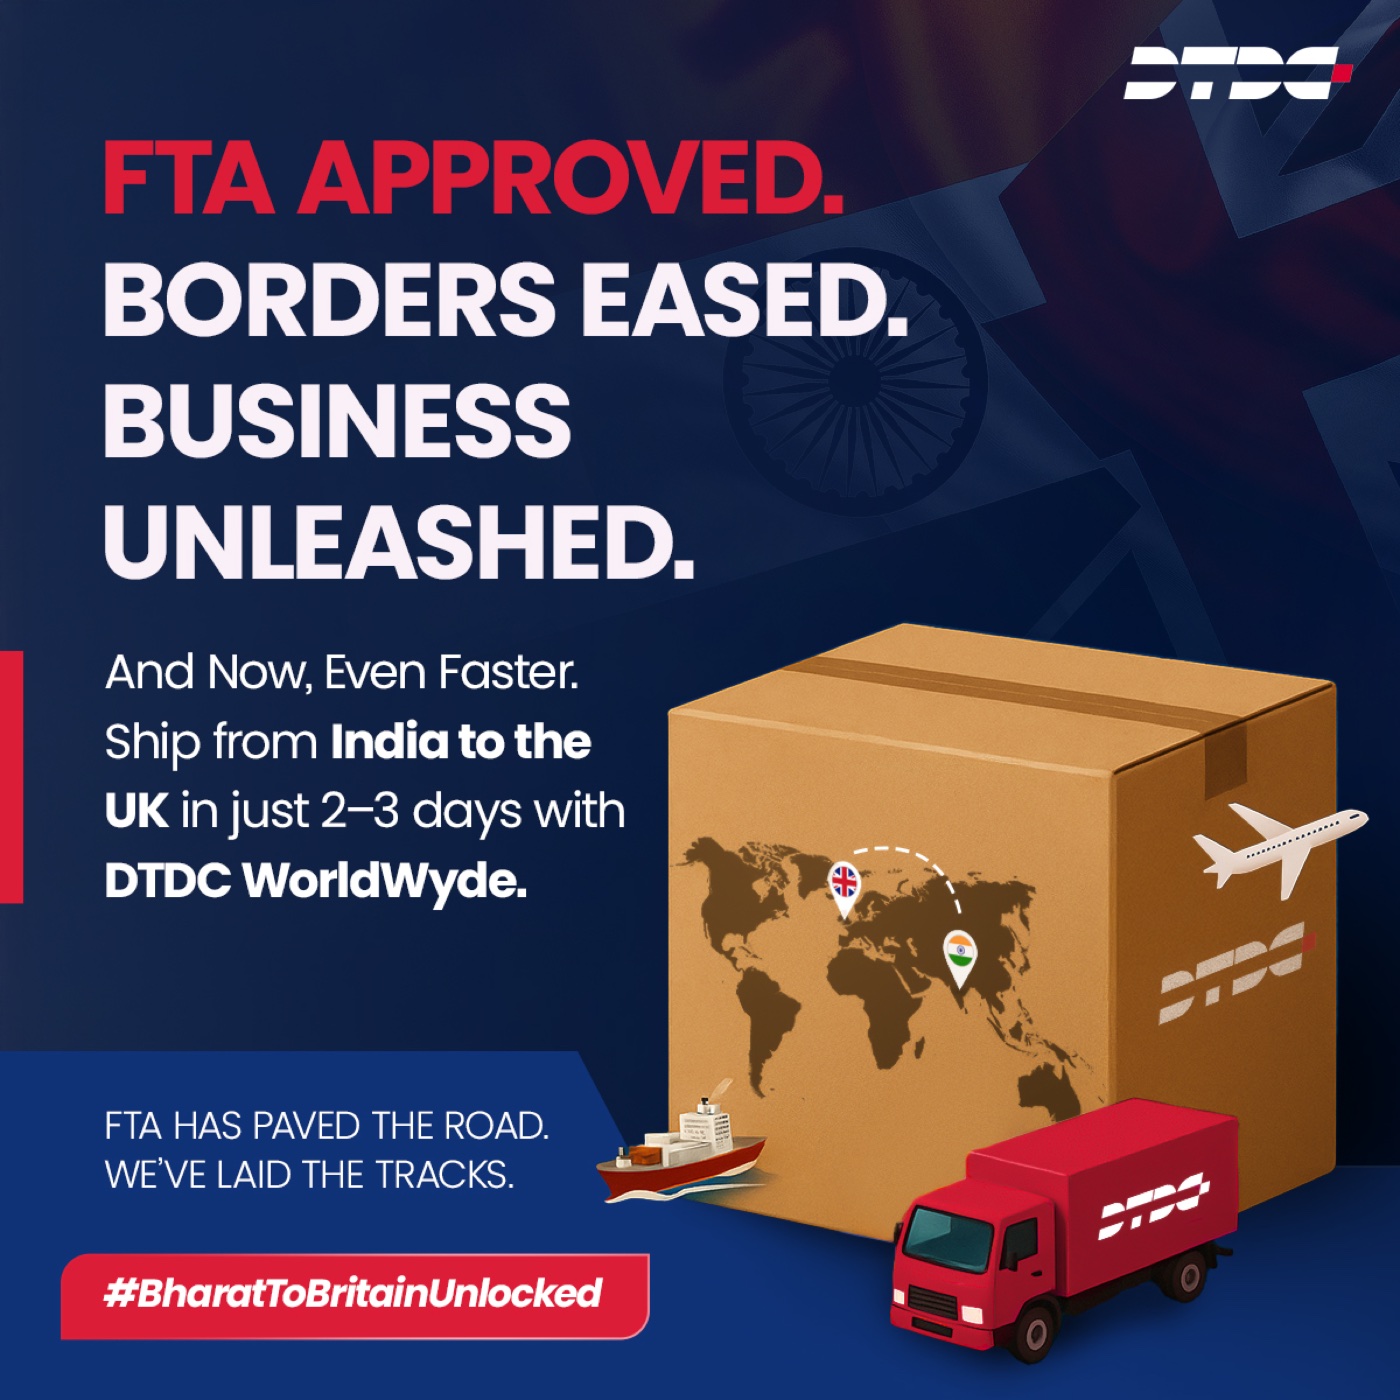 DTDC
FTA APPROVED.
BORDERS EASED.
BUSINESS
UNLEASHED.
And Now, Even Faster.
Ship from India to the
UK in just 2–3 days with
DTDC WorldWyde.
DTDC
FTA HAS PAVED THE ROAD.
WE'VE LAID THE TRACKS.
DTDC
#BharatToBritainUnlocked